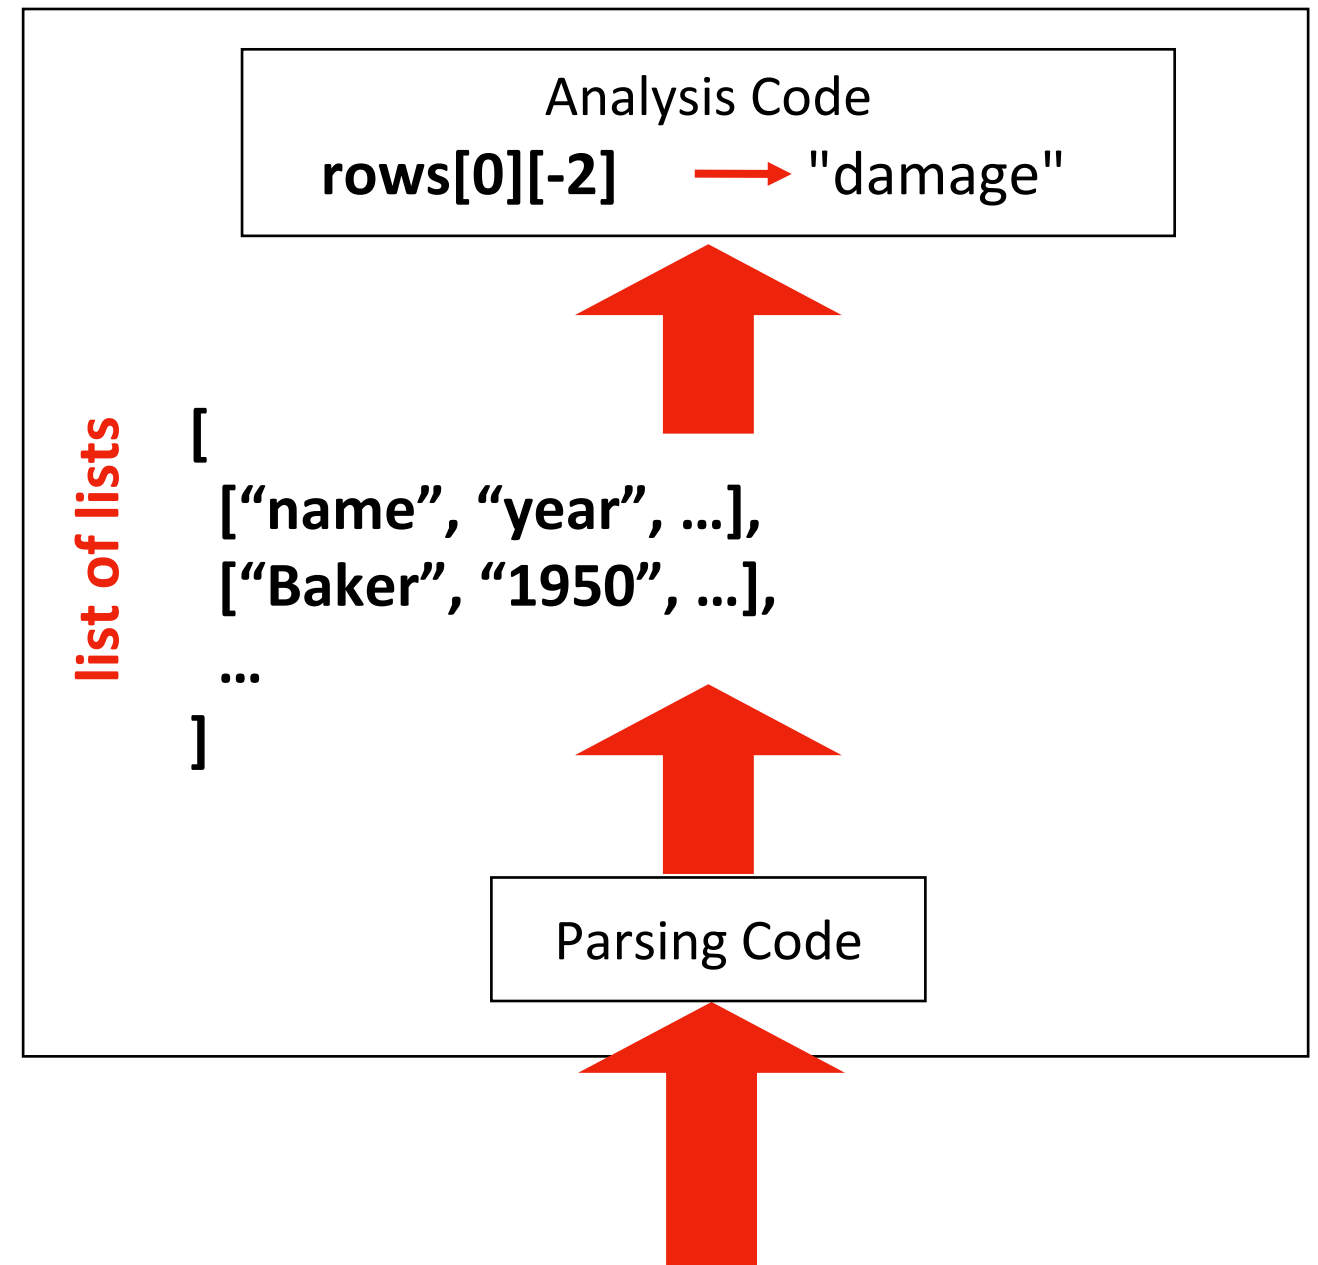 Analysis Code
rows[0][-2] "damage"
list of lists
[
[“name”, “year”, …],
[“Baker”, “1950”, …],
…
]
Parsing Code